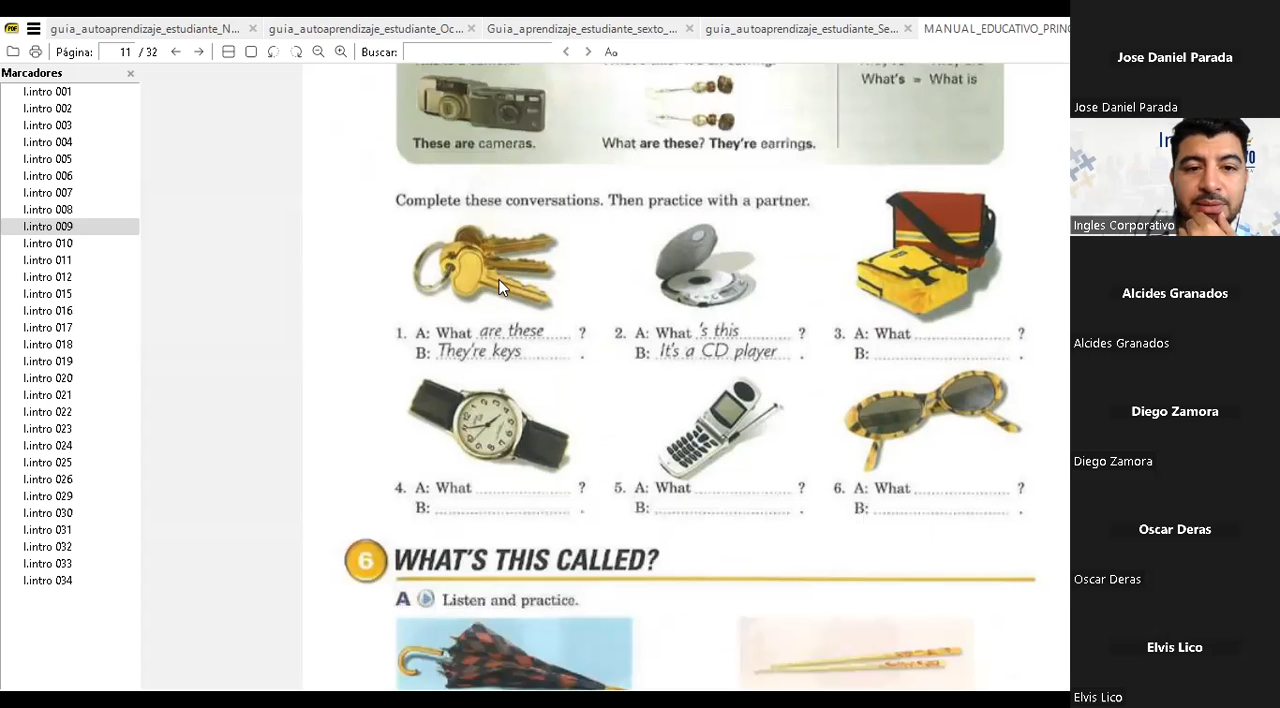 guia_autoaprendizaje_estudiante_N...
guia_autoaprendizaje_estudiante_Oc...
Guia_aprendizaje_estudiante_sexto_...
guia_autoaprendizaje_estudiante_Se...
MANUAL_EDUCATIVO_PRINC
Página: 11 / 32
Buscar:
Aa
Marcadores
I.intro 001
I.intro 002
I.intro 003
I.intro 004
I.intro 005
I.intro 006
I.intro 007
I.intro 008
I.intro 009
I.intro 010
I.intro 011
I.intro 012
I.intro 015
I.intro 016
I.intro 017
I.intro 018
I.intro 019
I.intro 020
I.intro 021
I.intro 022
I.intro 023
I.intro 024
I.intro 025
I.intro 026
I.intro 029
I.intro 030
I.intro 031
I.intro 032
I.intro 033
I.intro 034
What's = What is
These are cameras.
What are these? They're earrings.
Complete these conversations. Then practice with a partner.
1. A: What are these ?
B: They're keys .
2. A: What 's this ?
B: It's a CD player .
3. A: What ?
B: .
4. A: What ?
B: .
5. A: What ?
B: .
6. A: What ?
B: .
6 WHAT'S THIS CALLED?
A Listen and practice.
Jose Daniel Parada
Jose Daniel Parada
Ingles Corporativo
Alcides Granados
Alcides Granados
Diego Zamora
Diego Zamora
Oscar Deras
Oscar Deras
Elvis Lico
Elvis Lico